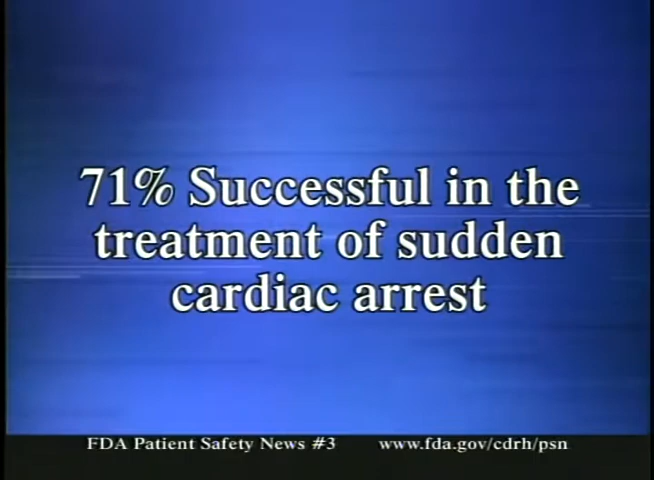 71% Successful in the
treatment of sudden
cardiac arrest
FDA Patient Safety News #3 www.fda.gov/cdrh/psn